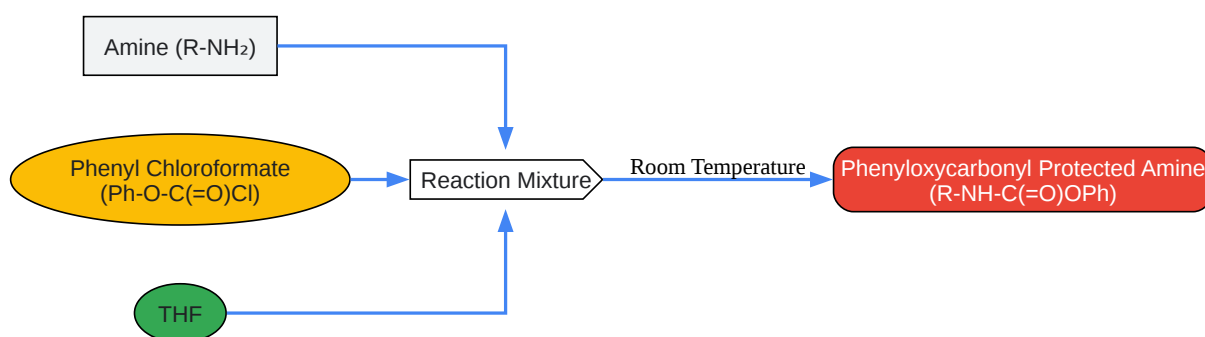 Amine (R-NH₂)
Phenyl Chloroformate
(Ph-O-C(=O)Cl)
Reaction Mixture
Room Temperature
Phenyloxycarbonyl Protected Amine
(R-NH-C(=O)OPh)
THF